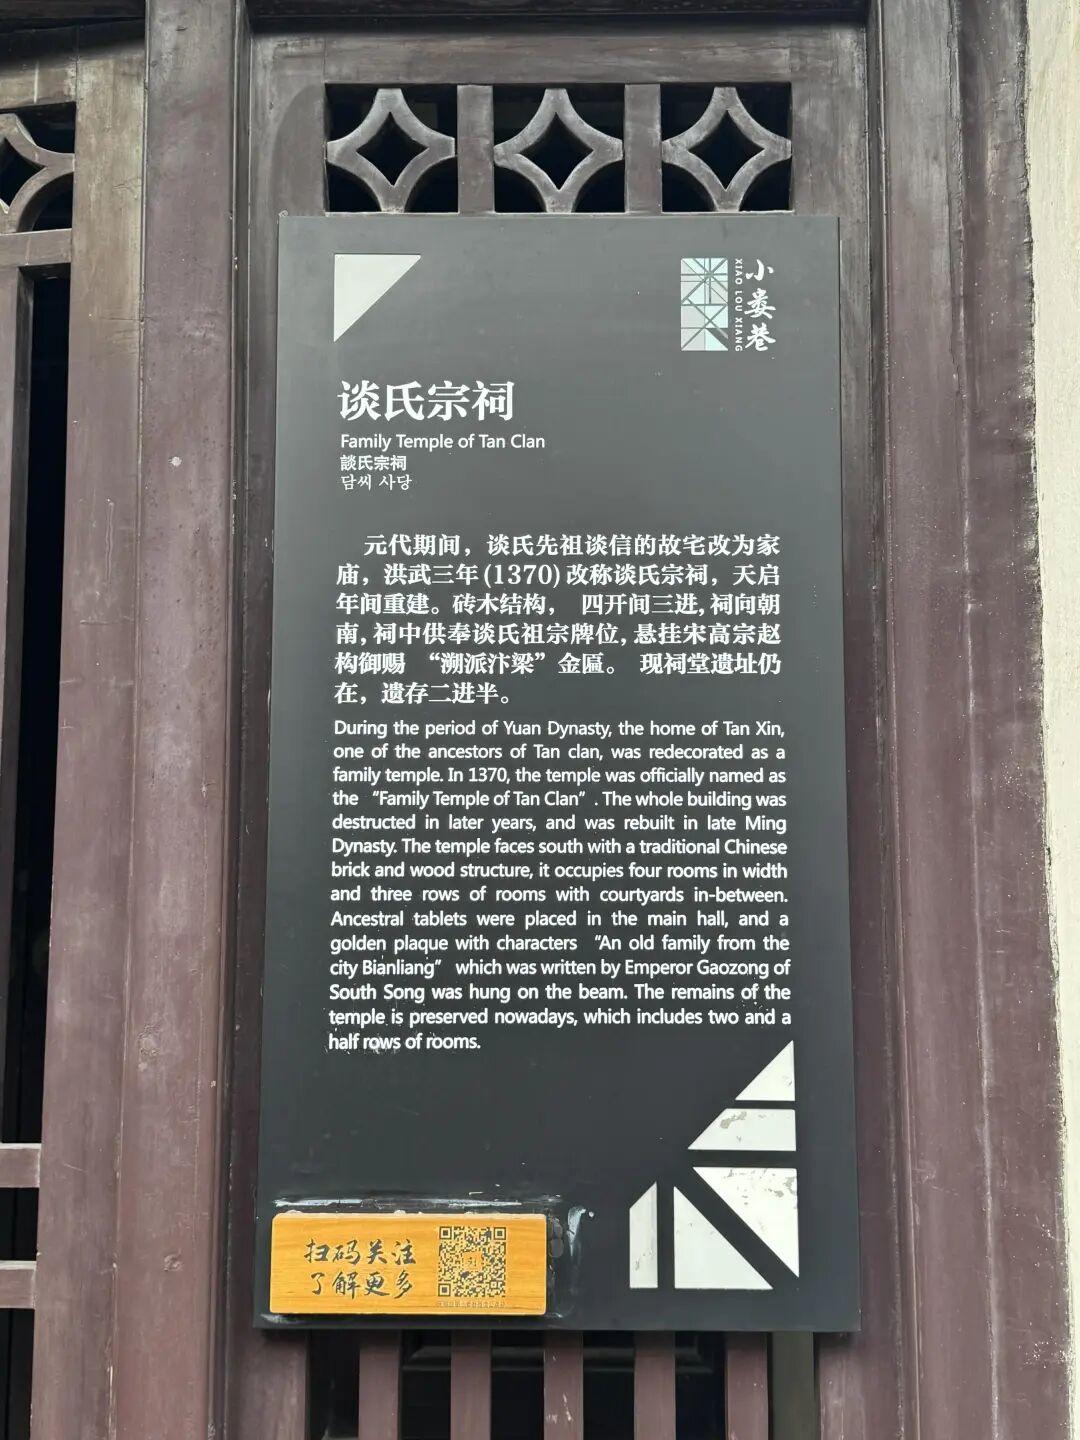 小娄巷
XIAO LOU XIANG
谈氏宗祠
Family Temple of Tan Clan
談氏宗祠
담씨 사당
元代期间，谈氏先祖谈信的故宅改为家
庙，洪武三年(1370)改称谈氏宗祠，天启
年间重建。砖木结构， 四开间三进,祠向朝
南,祠中供奉谈氏祖宗牌位,悬挂宋高宗赵
构御赐 “溯派汴梁”金匾。 现祠堂遗址仍
在，遗存二进半。
During the period of Yuan Dynasty, the home of Tan Xin,
one of the ancestors of Tan clan, was redecorated as a
family temple. In 1370, the temple was officially named as
the “Family Temple of Tan Clan”. The whole building was
destructed in later years, and was rebuilt in late Ming
Dynasty. The temple faces south with a traditional Chinese
brick and wood structure, it occupies four rooms in width
and three rows of rooms with courtyards in-between.
Ancestral tablets were placed in the main hall, and a
golden plaque with characters “An old family from the
city Bianliang” which was written by Emperor Gaozong of
South Song was hung on the beam. The remains of the
temple is preserved nowadays, which includes two and a
half rows of rooms.
扫码关注
了解更多